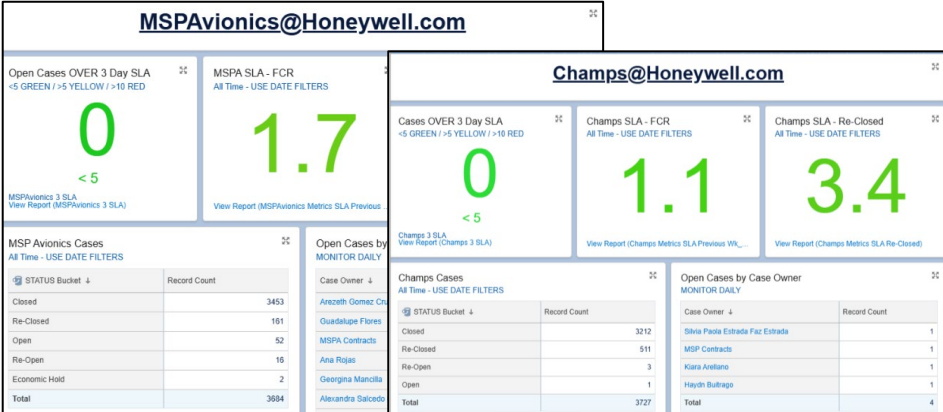 MSPAvionics@Honeywell.com
Open Cases OVER 3 Day SLA
<5 GREEN / >5 YELLOW / >10 RED
0
< 5
MSPAvionics 3 SLA
View Report (MSPAvionics 3 SLA)
MSPA SLA - FCR
All Time - USE DATE FILTERS
1.7
View Report (MSPAvionics Metrics SLA Previous ...
MSP Avionics Cases
All Time - USE DATE FILTERS
STATUS Bucket ↓ Record Count
Closed 3453
Re-Closed 161
Open 52
Re-Open 16
Economic Hold 2
Total 3684
Open Cases by
MONITOR DAILY
Case Owner ↓
Arezeth Gomez Cru
Guadalupe Flores
MSPA Contracts
Ana Rojas
Georgina Mancilla
Alexandra Salcedo
Champs@Honeywell.com
Cases OVER 3 Day SLA
<5 GREEN / >5 YELLOW / >10 RED
0
< 5
Champs 3 SLA
View Report (Champs 3 SLA)
Champs SLA - FCR
All Time - USE DATE FILTERS
1.1
View Report (Champs Metrics SLA Previous Wk_...
Champs SLA - Re-Closed
All Time - USE DATE FILTERS
3.4
View Report (Champs Metrics SLA Re-Closed)
Champs Cases
All Time - USE DATE FILTERS
STATUS Bucket ↓ Record Count
Closed 3212
Re-Closed 511
Re-Open 3
Open 1
Total 3727
Open Cases by Case Owner
MONITOR DAILY
Case Owner ↓ Record Count
Silvia Paola Estrada Faz Estrada 1
MSP Contracts 1
Kiara Arellano 1
Haydn Buitrago 1
Total 4